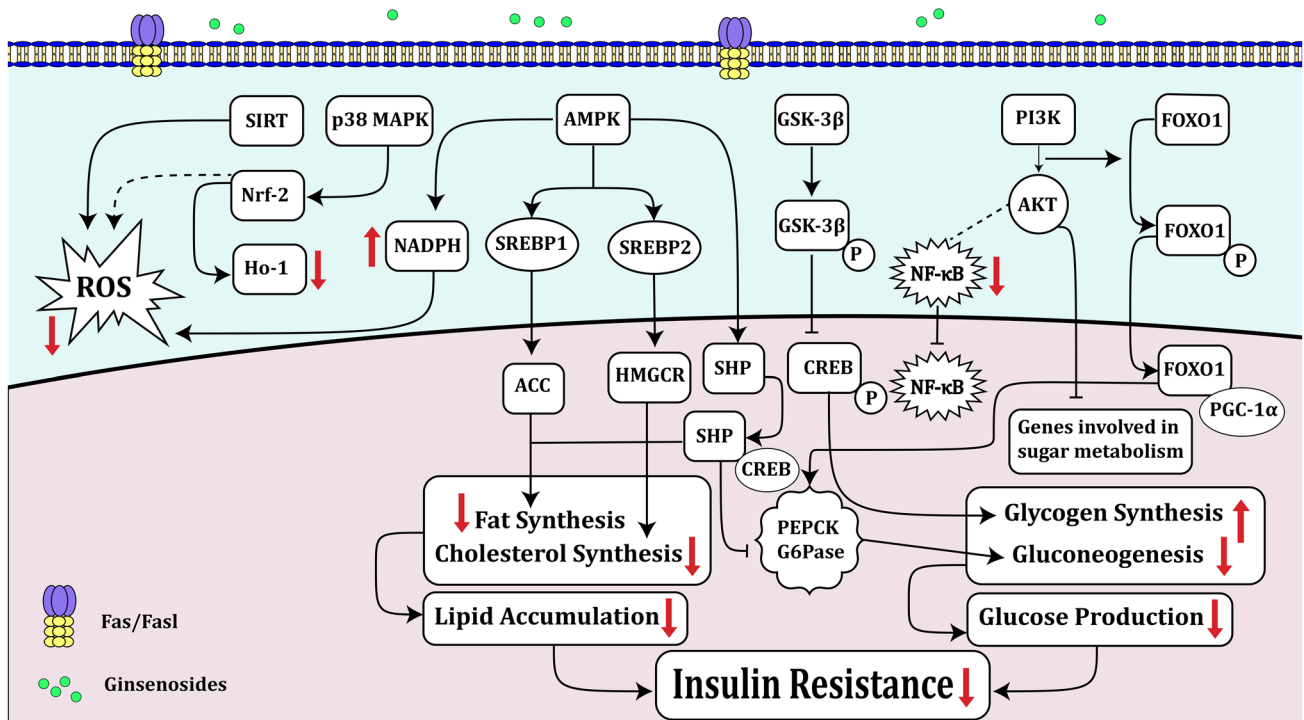 SIRT
p38 MAPK
AMPK
GSK-3β
PI3K
FOXO1
Nrf-2
AKT
NADPH
SREBP1
SREBP2
GSK-3β
P
FOXO1
P
Ho-1
ROS
NF-κB
ACC
HMGCR
SHP
CREB
P
NF-κB
FOXO1
PGC-1α
Genes involved in
sugar metabolism
SHP
CREB
Fat Synthesis
Cholesterol Synthesis
PEPCK
G6Pase
Glycogen Synthesis
Gluconeogenesis
Fas/Fasl
Lipid Accumulation
Glucose Production
Ginsenosides
Insulin Resistance